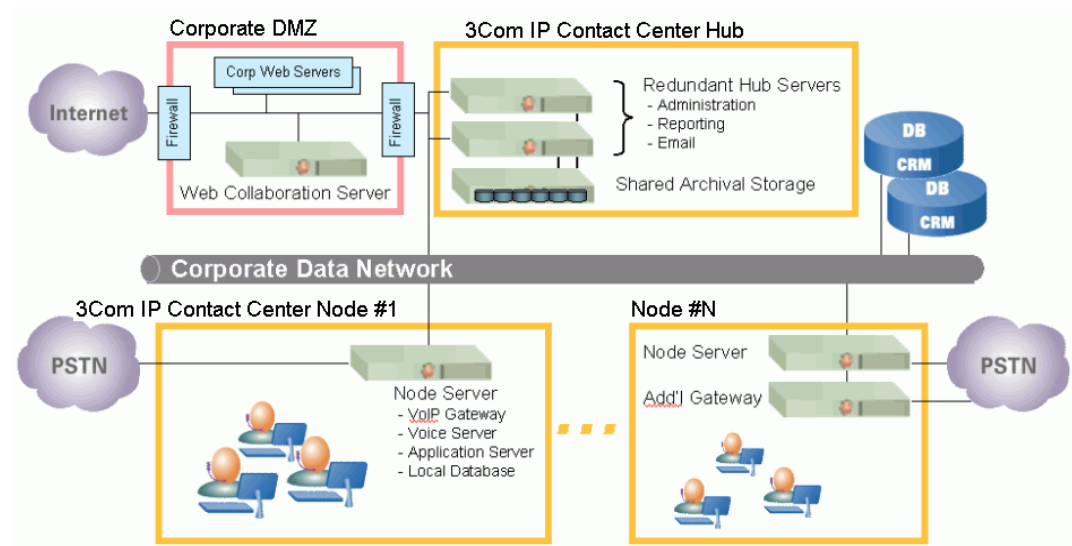 Corporate DMZ
3Com IP Contact Center Hub
Internet
Firewall
Corp Web Servers
Firewall
Web Collaboration Server
Redundant Hub Servers
- Administration
- Reporting
- Email
Shared Archival Storage
DB
CRM
DB
CRM
Corporate Data Network
3Com IP Contact Center Node #1
PSTN
Node Server
- VoIP Gateway
- Voice Server
- Application Server
- Local Database
Node #N
Node Server
Add'l Gateway
PSTN